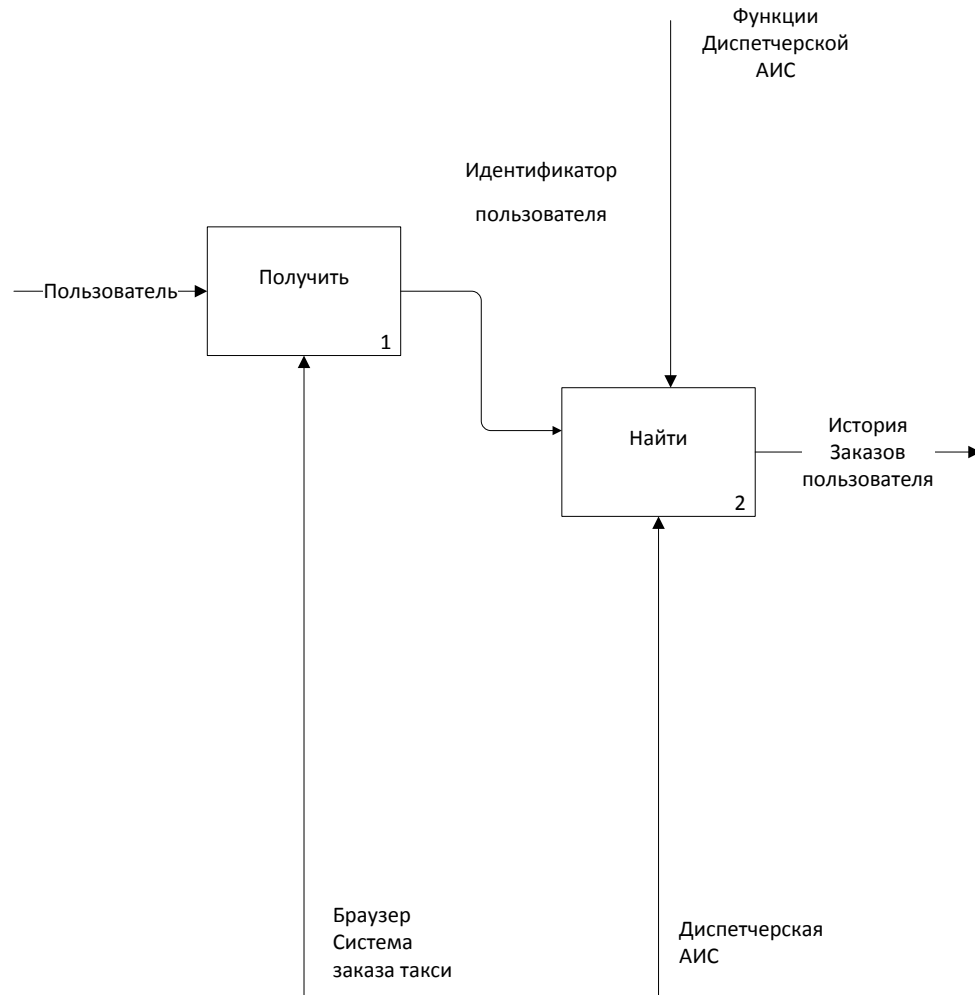 Функции
Диспетчерской
АИС
Идентификатор
пользователя
Получить
Пользователь
1
История
Найти
Заказов
пользователя
2
Браузер
Система
заказа такси
Диспетчерская
АИС